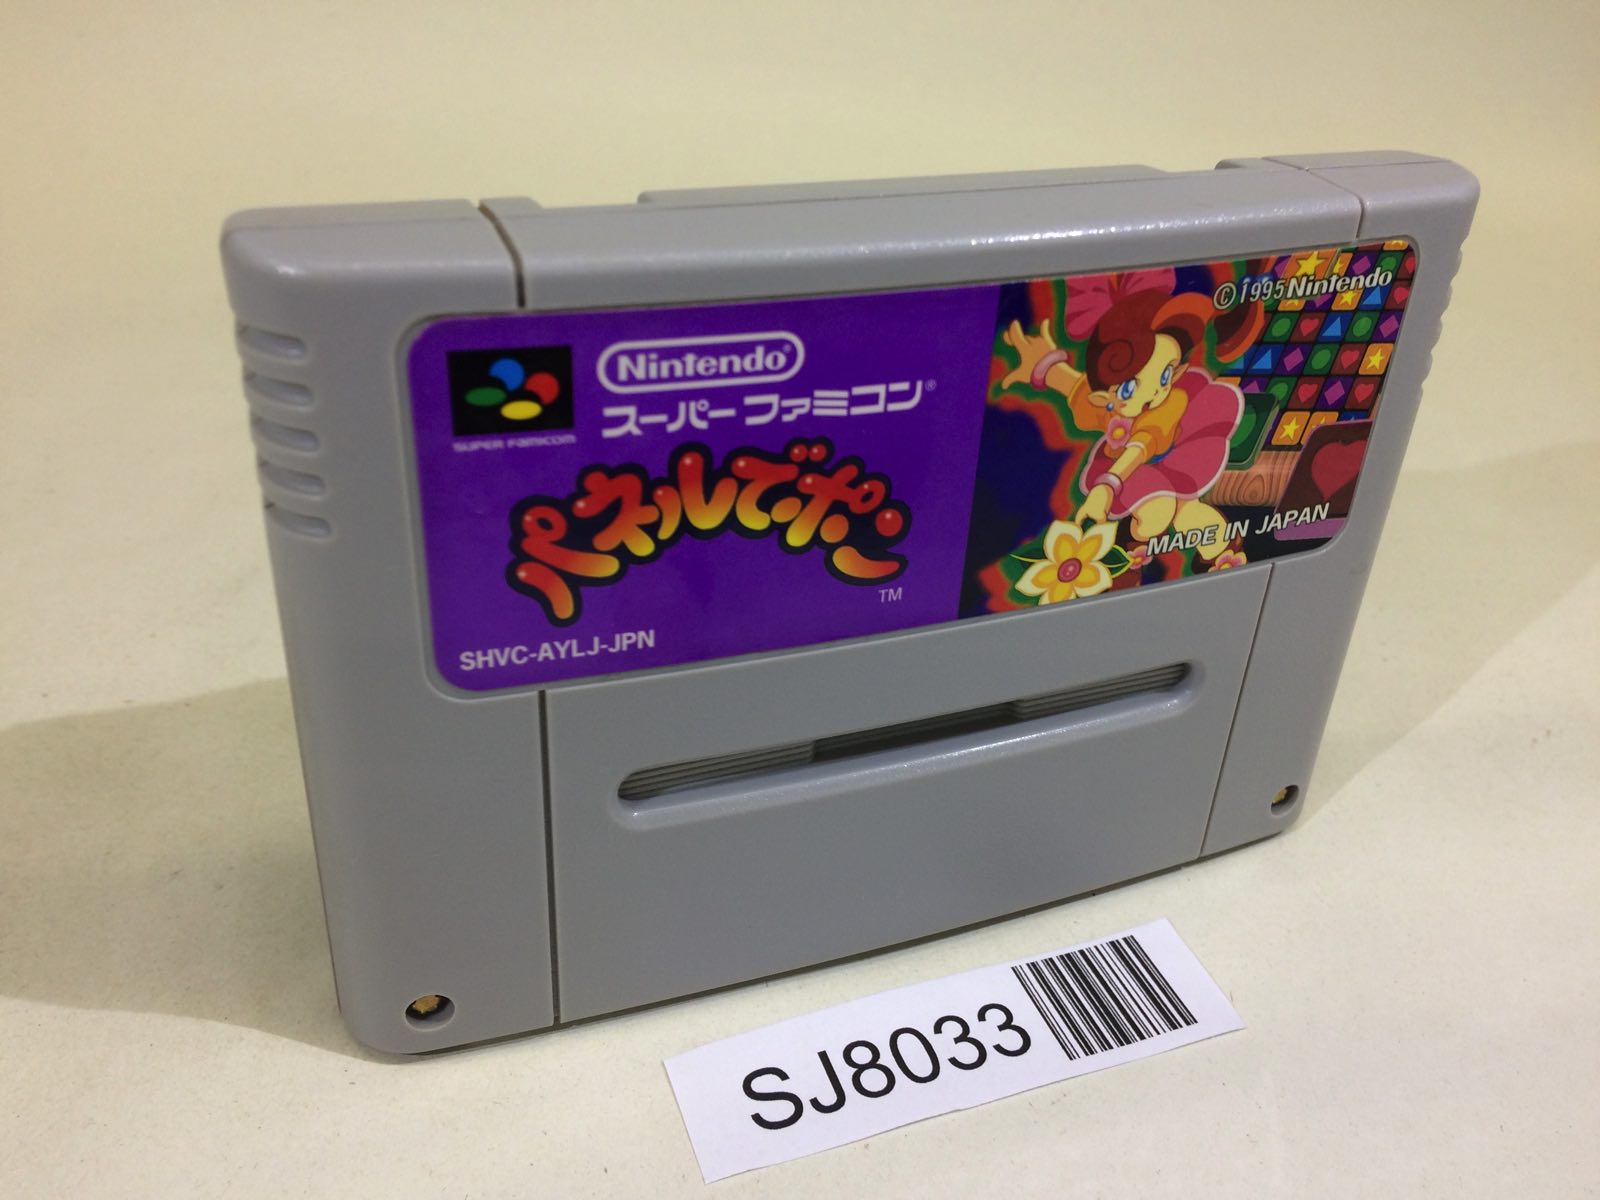 ©1995 Nintendo
Nintendo®
スーパーファミコン®
SUPER FAMICOM
パネルでポン
TM
MADE IN JAPAN
SHVC-AYLJ-JPN
SJ8033